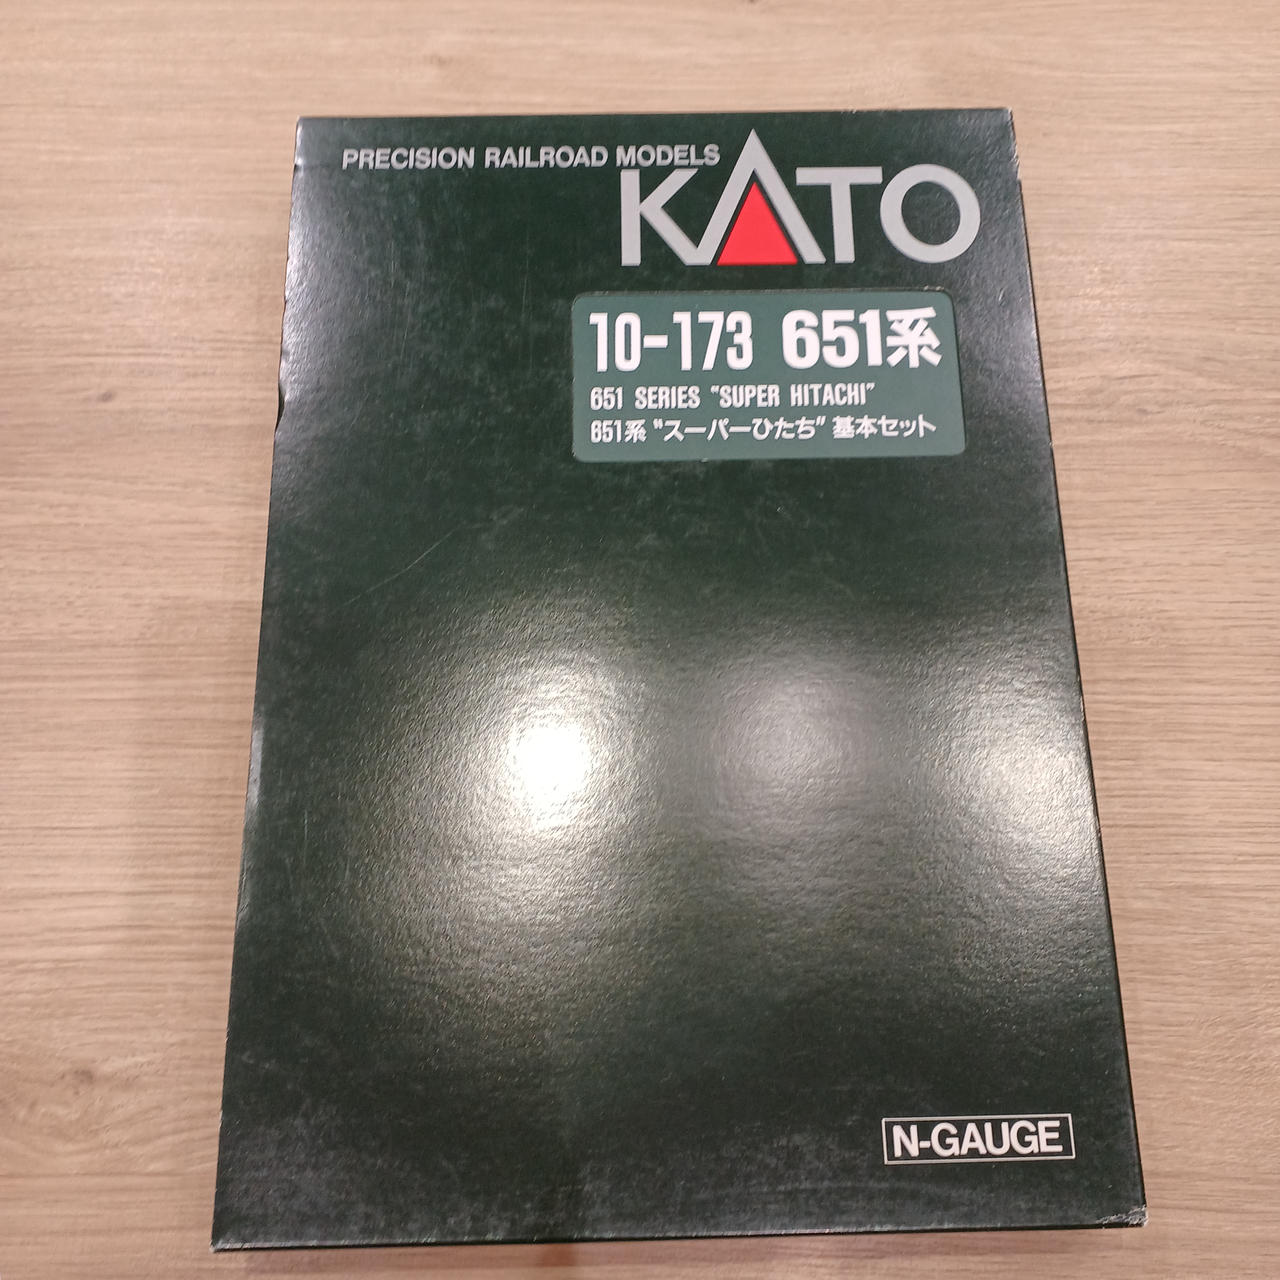 PRECISION RAILROAD MODELS
KATO
10-173 651系
651 SERIES "SUPER HITACHI"
651系 "スーパーひたち" 基本セット
N-GAUGE